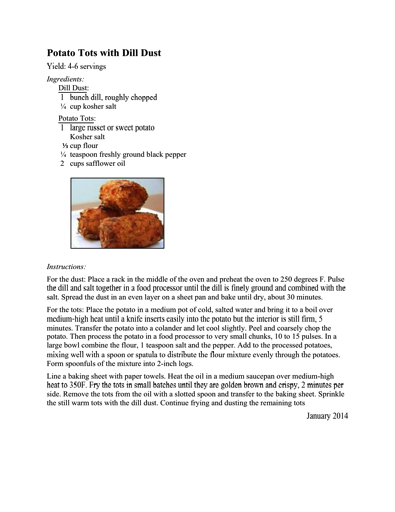 Potato Tots with Dill Dust
Yield: 4-6 servings
Ingredients:
Dill Dust:
1 bunch dill, roughly chopped
¼ cup kosher salt
Potato Tots:
1 large russet or sweet potato
Kosher salt
⅓ cup flour
¼ teaspoon freshly ground black pepper
2 cups safflower oil
Instructions:
For the dust: Place a rack in the middle of the oven and preheat the oven to 250 degrees F. Pulse
the dill and salt together in a food processor until the dill is finely ground and combined with the
salt. Spread the dust in an even layer on a sheet pan and bake until dry, about 30 minutes.
For the tots: Place the potato in a medium pot of cold, salted water and bring it to a boil over
medium-high heat until a knife inserts easily into the potato but the interior is still firm, 5
minutes. Transfer the potato into a colander and let cool slightly. Peel and coarsely chop the
potato. Then process the potato in a food processor to very small chunks, 10 to 15 pulses. In a
large bowl combine the flour, 1 teaspoon salt and the pepper. Add to the processed potatoes,
mixing well with a spoon or spatula to distribute the flour mixture evenly through the potatoes.
Form spoonfuls of the mixture into 2-inch logs.
Line a baking sheet with paper towels. Heat the oil in a medium saucepan over medium-high
heat to 350F. Fry the tots in small batches until they are golden brown and crispy, 2 minutes per
side. Remove the tots from the oil with a slotted spoon and transfer to the baking sheet. Sprinkle
the still warm tots with the dill dust. Continue frying and dusting the remaining tots
January 2014